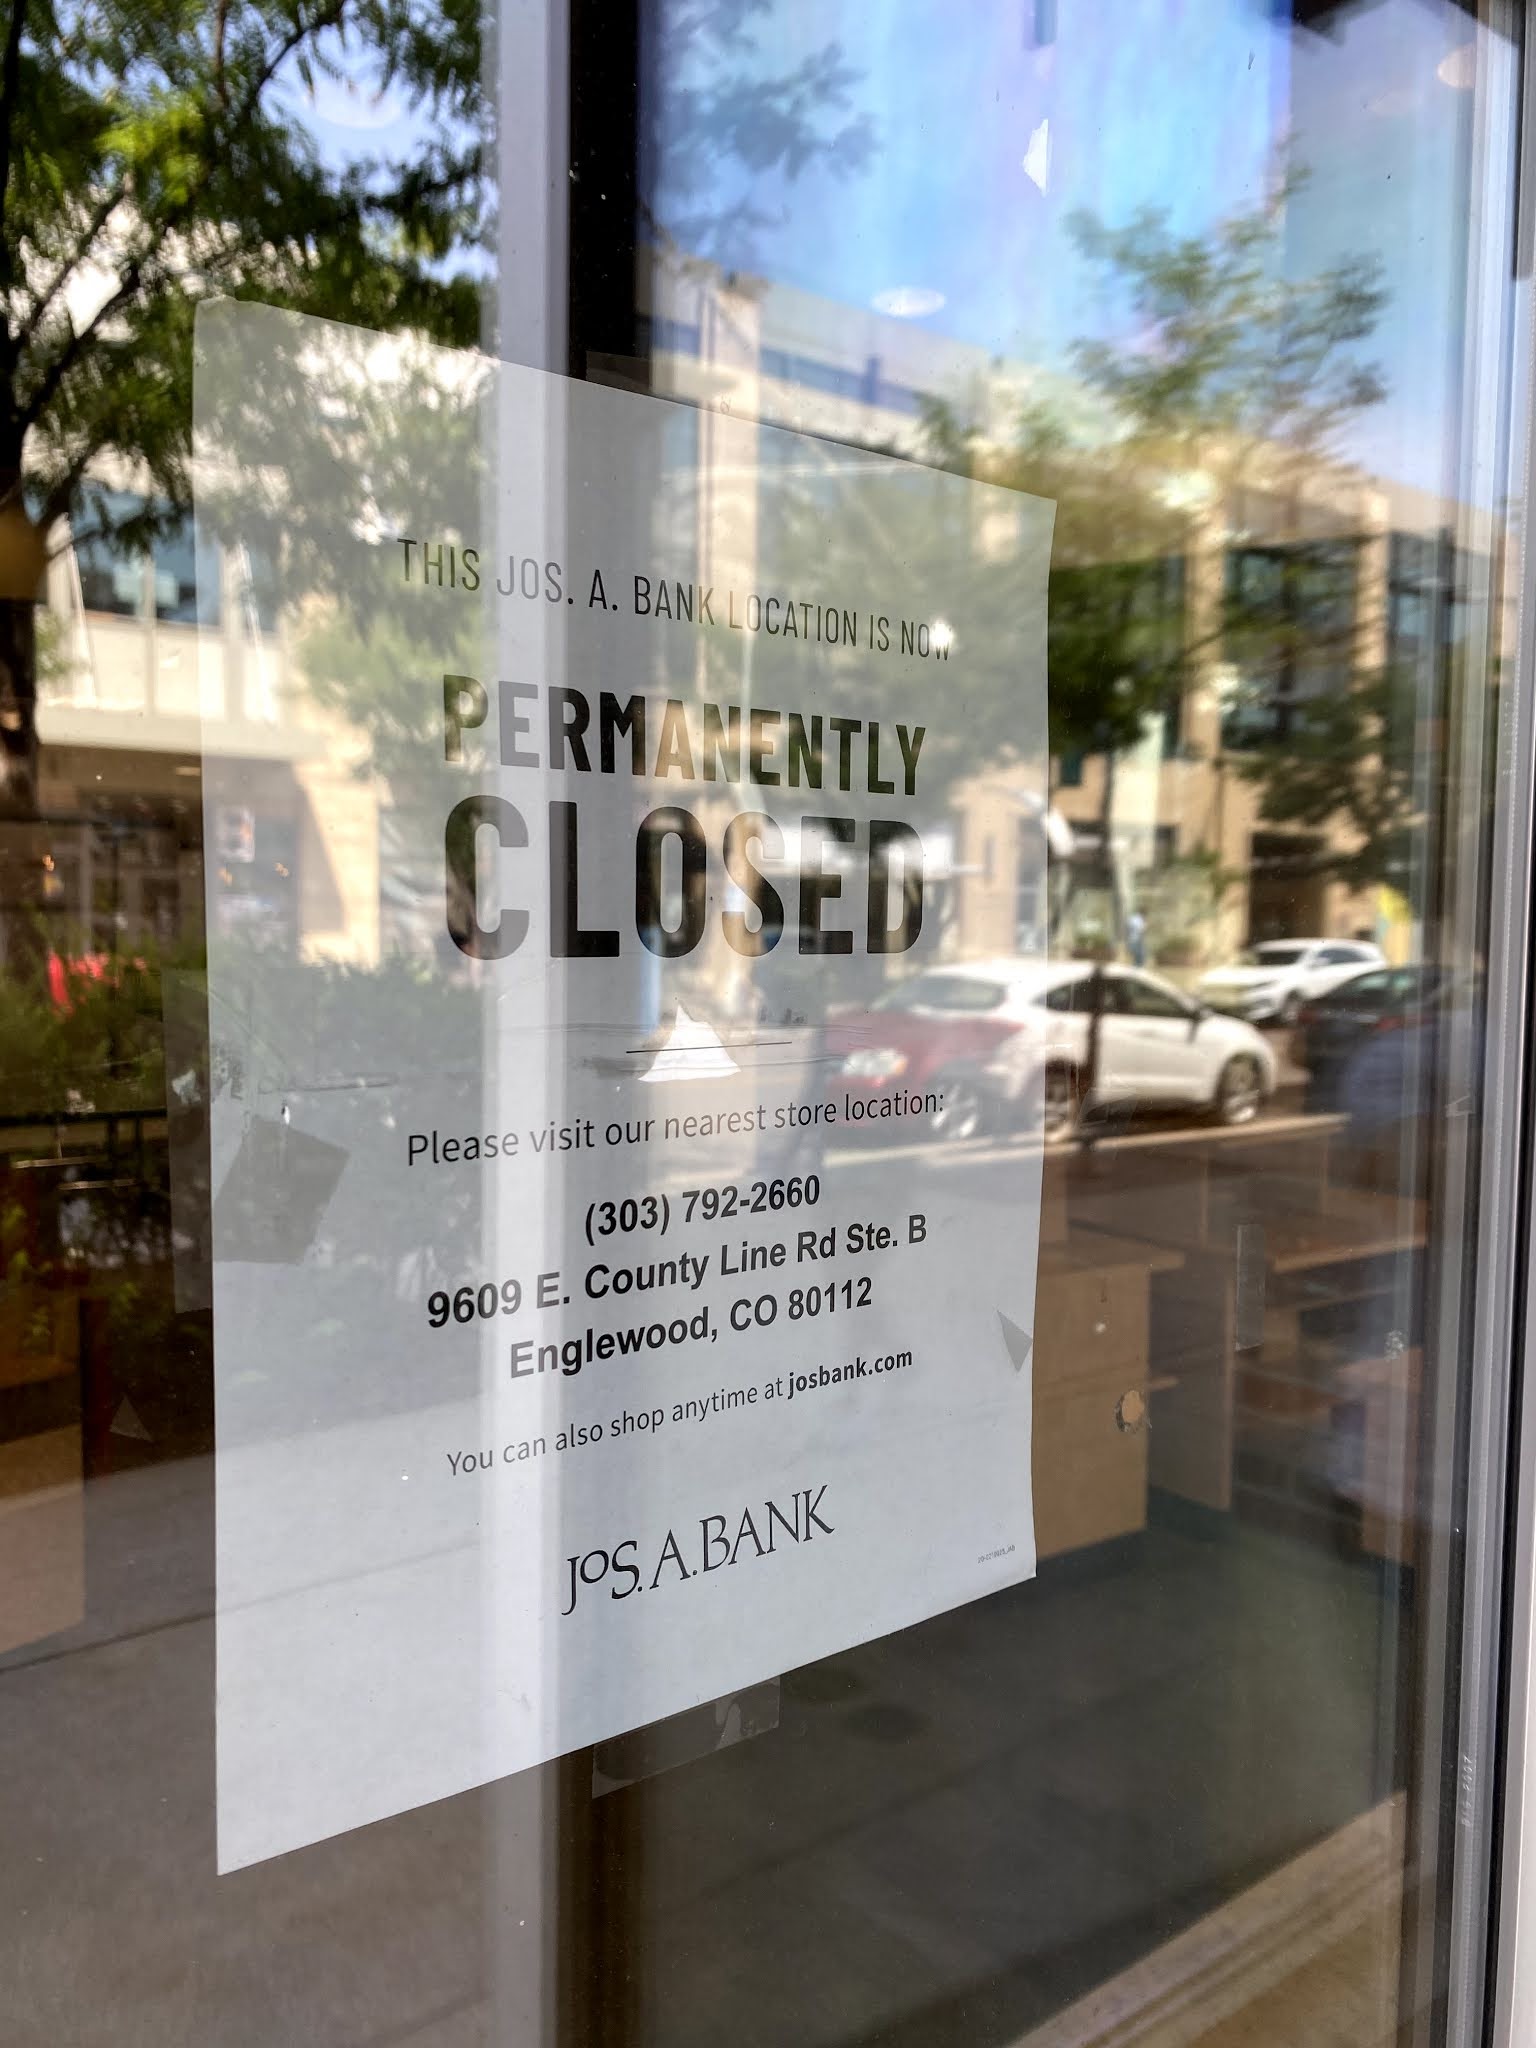 THIS JOS. A. BANK LOCATION IS NOW
PERMANENTLY
CLOSED
Please visit our nearest store location:
(303) 792-2660
9609 E. County Line Rd Ste. B
Englewood, CO 80112
You can also shop anytime at josbank.com
JOS. A. BANK